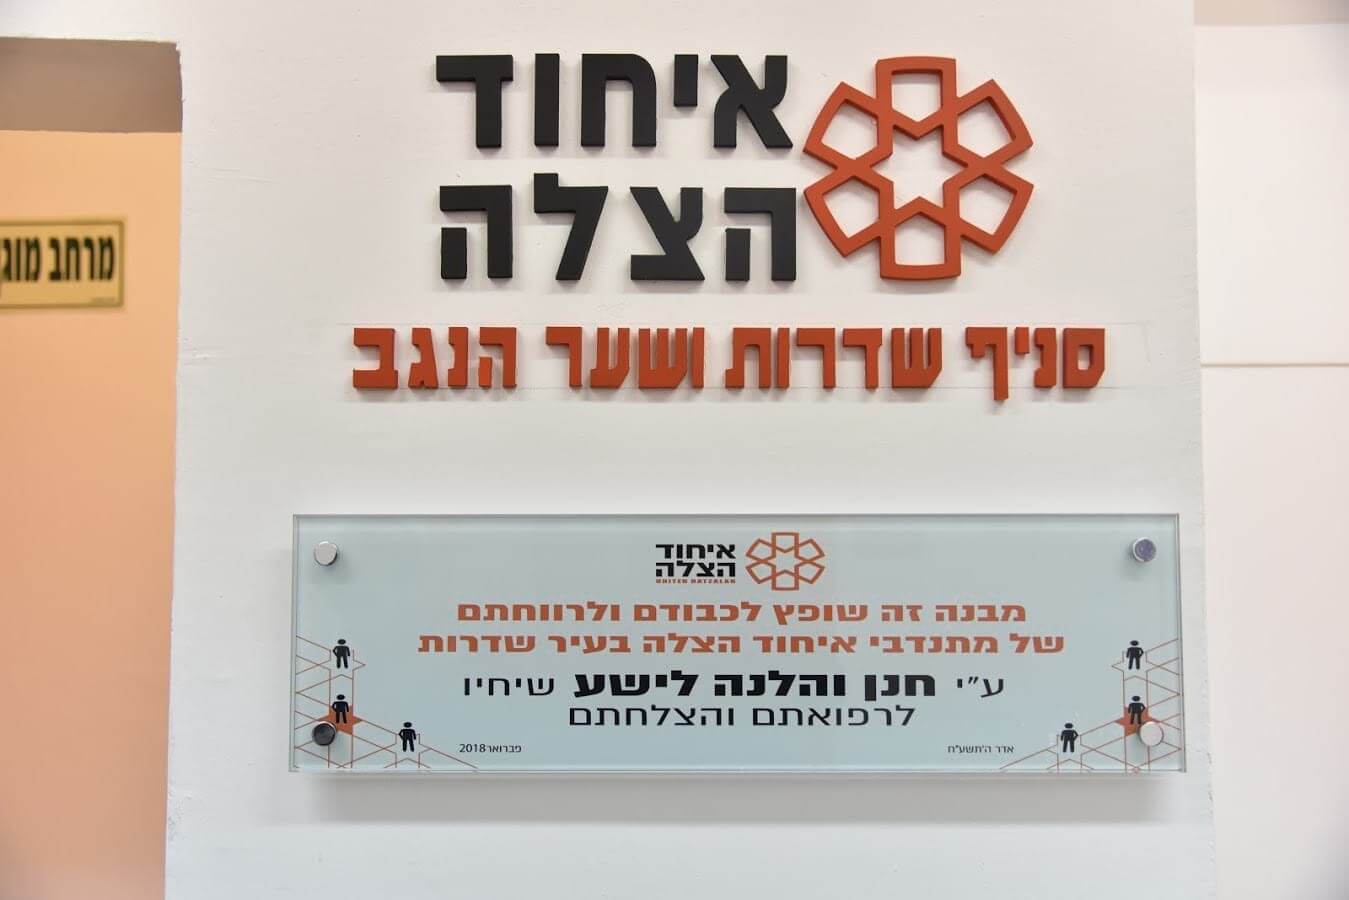 איחוד
הצלה
סניף שדרות ושער הנגב
מרחב
איחוד
הצלה
UNITED HATZALAH
מבנה זה שופץ לכבודם ולרווחתם
של מתנדבי איחוד הצלה בעיר שדרות
ע"י חנן והלנה לישע שיחיו
לרפואתם והצלחתם
אדר ה'תשע"ח
פברואר 2018